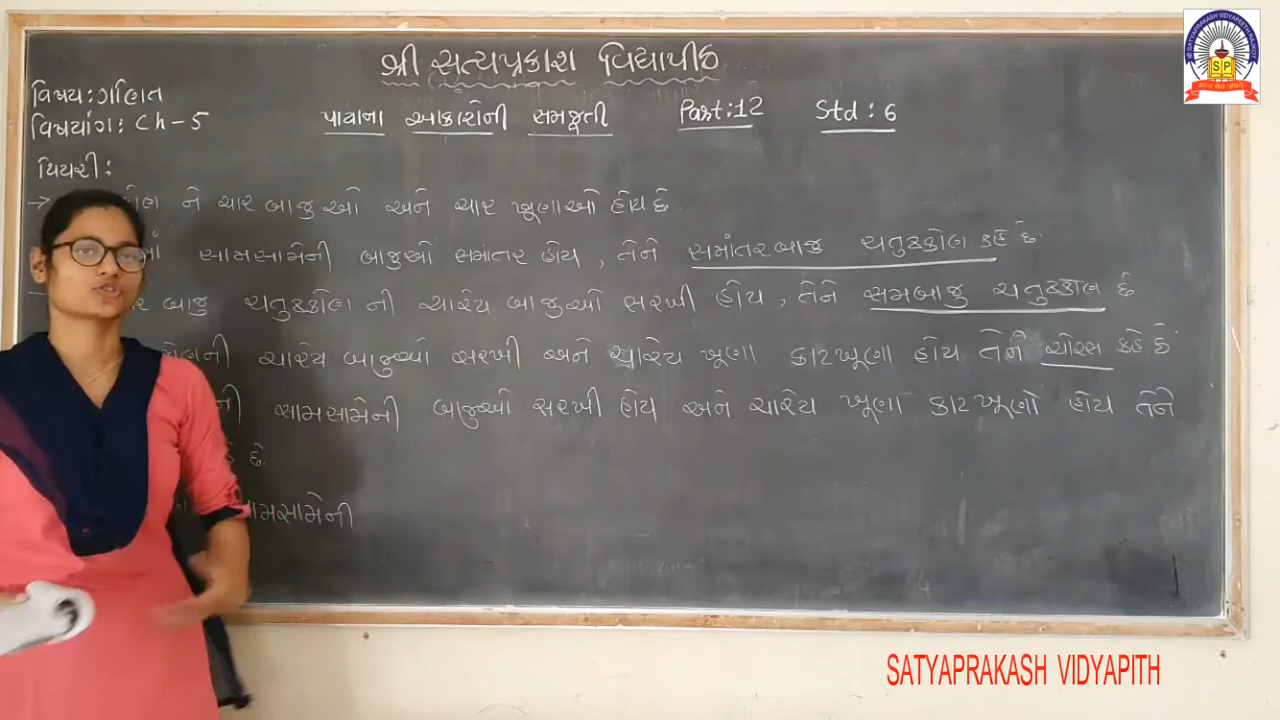 શ્રી સત્યપ્રકાશ વિદ્યાપીઠ
વિષય: ગણિત
વિષયાંગ: Ch-5 પાયાના આકારોની સમજૂતી Part: 12 Std: 6
થિયરી:
→ ને ચાર બાજુઓ અને ચાર ખૂણાઓ હોય છે.
સામસામેની બાજુઓ સમાંતર હોય, તેને સમાંતરબાજુ ચતુષ્કોણ કહે છે.
બાજુ ચતુષ્કોણ ની ચારેય બાજુઓ સરખી હોય, તેને સમબાજુ ચતુષ્કોણ છે
ચારેય બાજુઓ સરખી અને ચારેય ખૂણા કાટખૂણા હોય તેને ચોરસ કહે છે.
સામસામેની બાજુઓ સરખી હોય અને ચારેય ખૂણા કાટખૂણો હોય તેને
છે.
સામસામેની
SATYAPRAKASH VIDYAPITH
SP